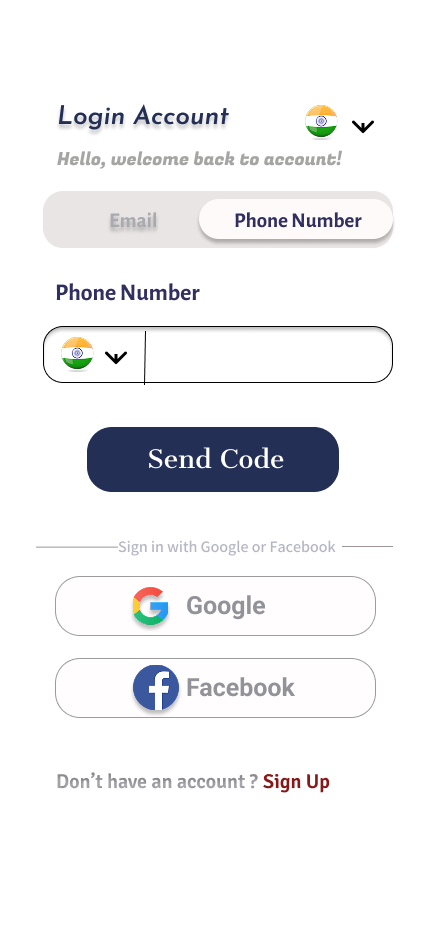 Login Account
Hello, welcome back to account!
Email
Phone Number
Phone Number
Send Code
Sign in with Google or Facebook
Google
Facebook
Don’t have an account ? Sign Up